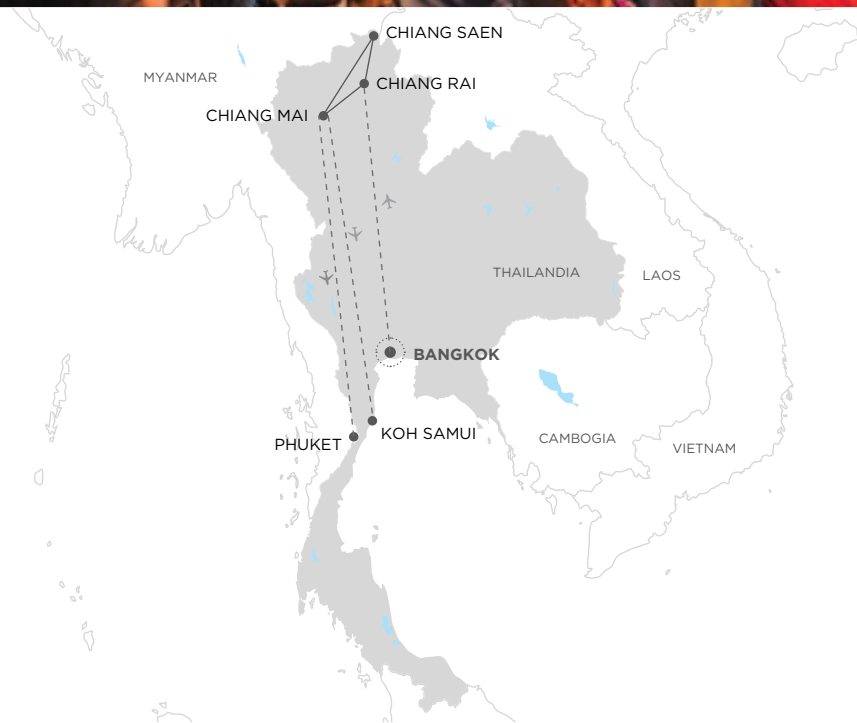 CHIANG SAEN
MYANMAR
CHIANG RAI
CHIANG MAI
THAILANDIA
LAOS
BANGKOK
KOH SAMUI
PHUKET
CAMBOGIA
VIETNAM